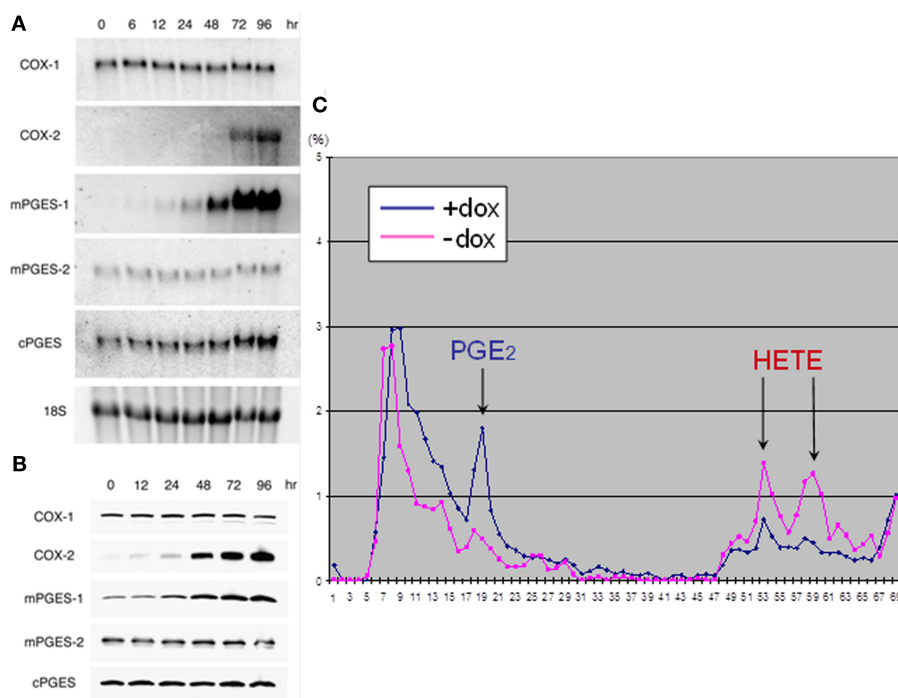 A
0 6 12 24 48 72 96 hr
COX-1
COX-2
mPGES-1
mPGES-2
cPGES
18S
B
0 12 24 48 72 96 hr
COX-1
COX-2
mPGES-1
mPGES-2
cPGES
C
(%)
5
4
3
2
1
0
+dox
-dox
PGE₂
HETE
1 3 5 7 9 11 13 15 17 19 21 23 25 27 29 31 33 35 37 39 41 43 45 47 49 51 53 55 57 59 61 63 65 67 69